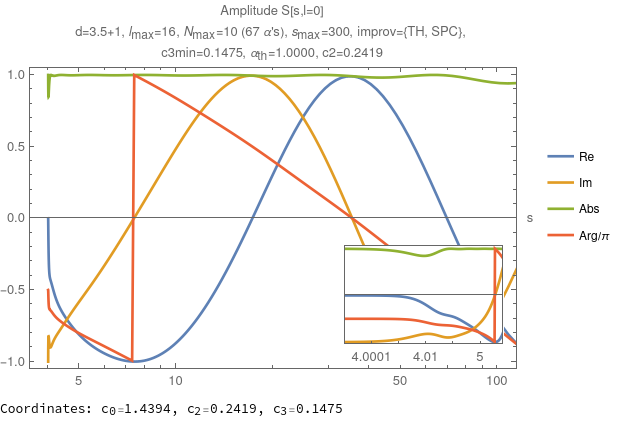 Amplitude S[s,l=0]
d=3.5+1, lmax=16, Nmax=10 (67 α's), smax=300, improv={TH, SPC},
c3min=0.1475, αth=1.0000, c2=0.2419
1.0
0.5
0.0
-0.5
-1.0
s
Re
Im
Abs
Arg/π
4.0001 4.01 5
5 10 50 100
Coordinates: c0=1.4394, c2=0.2419, c3=0.1475